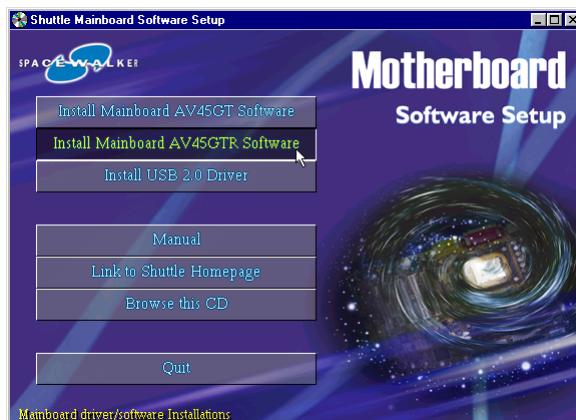 Shuttle Mainboard Software Setup
SPACEWALKER
Motherboard
Software Setup
Install Mainboard AV45GT Software
Install Mainboard AV45GTR Software
Install USB 2.0 Driver
Manual
Link to Shuttle Homepage
Browse this CD
Quit
Mainboard driver/software Installations